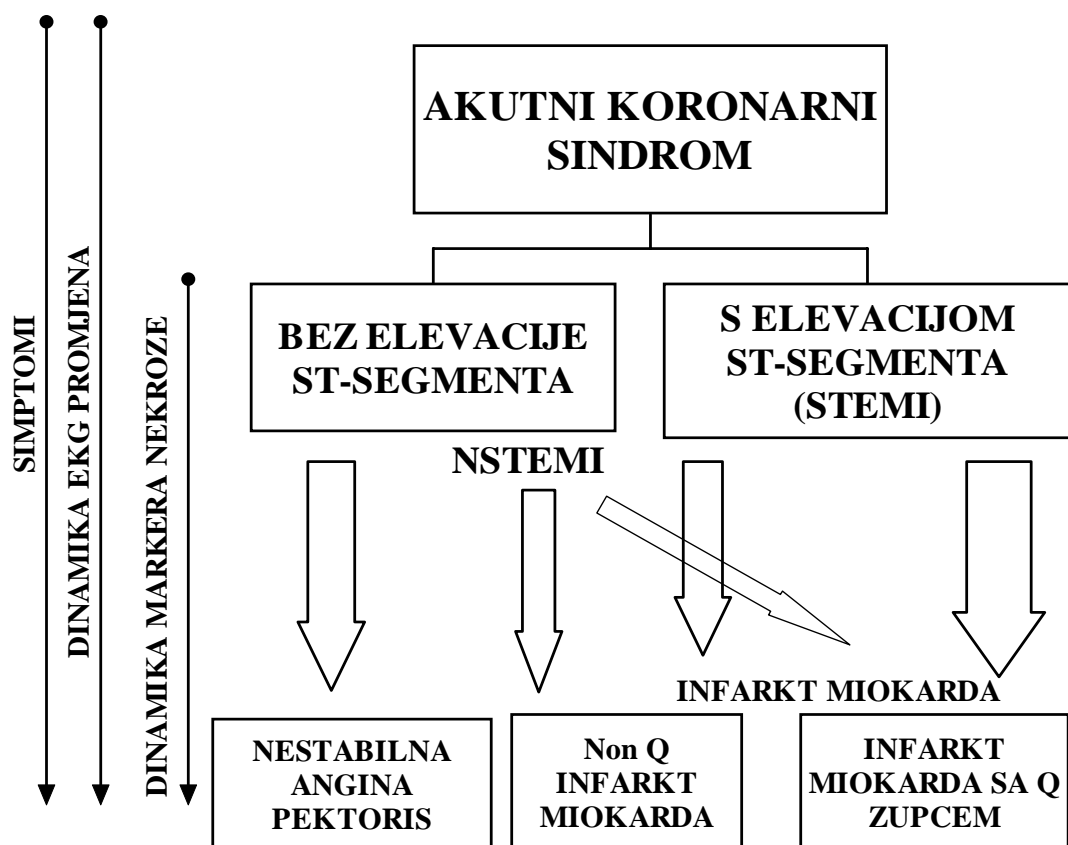 AKUTNI KORONARNI
SINDROM
SIMPTOMI
DINAMIKA EKG PROMJENA
DINAMIKA MARKERA NEKROZE
BEZ ELEVACIJE
ST-SEGMENTA
S ELEVACIJOM
ST-SEGMENTA
(STEMI)
NSTEMI
INFARKT MIOKARDA
NESTABILNA
ANGINA
PEKTORIS
Non Q
INFARKT
MIOKARDA
INFARKT
MIOKARDA SA Q
ZUPCEM